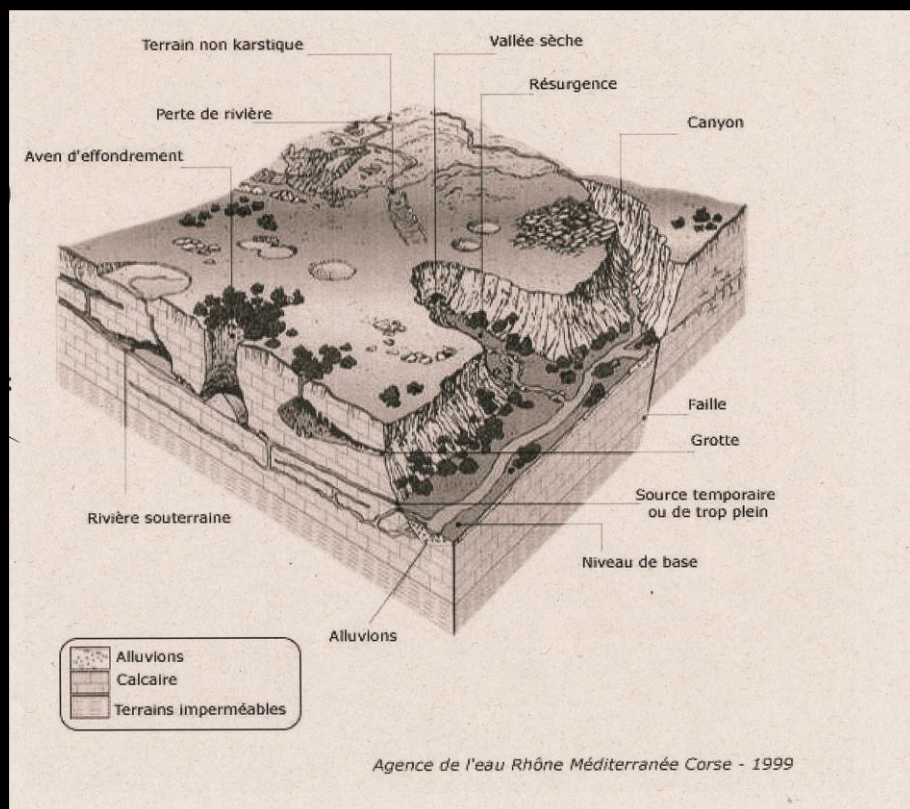 Terrain non karstique
Vallée sèche
Résurgence
Perte de rivière
Canyon
Aven d'effondrement
Faille
Grotte
Source temporaire
ou de trop plein
Rivière souterraine
Niveau de base
Alluvions
Alluvions
Calcaire
Terrains imperméables
Agence de l'eau Rhône Méditerranée Corse - 1999